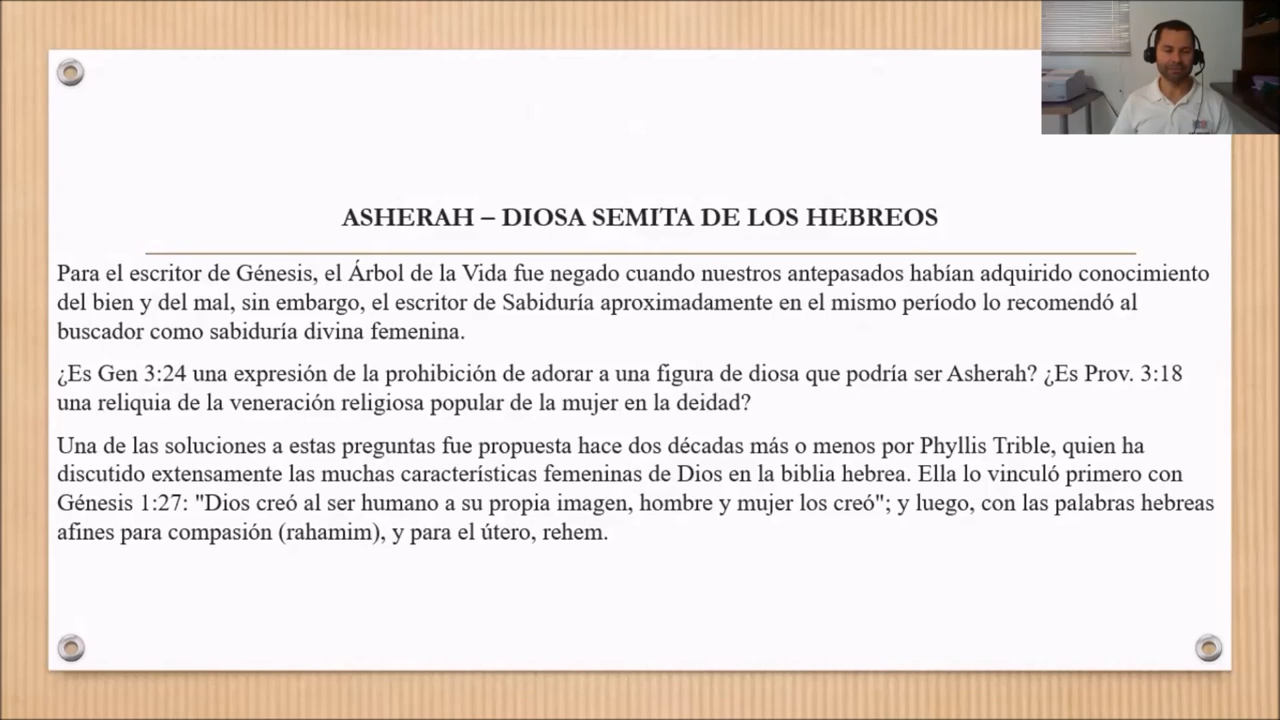 ASHERAH – DIOSA SEMITA DE LOS HEBREOS
Para el escritor de Génesis, el Árbol de la Vida fue negado cuando nuestros antepasados habían adquirido conocimiento
del bien y del mal, sin embargo, el escritor de Sabiduría aproximadamente en el mismo período lo recomendó al
buscador como sabiduría divina femenina.
¿Es Gen 3:24 una expresión de la prohibición de adorar a una figura de diosa que podría ser Asherah? ¿Es Prov. 3:18
una reliquia de la veneración religiosa popular de la mujer en la deidad?
Una de las soluciones a estas preguntas fue propuesta hace dos décadas más o menos por Phyllis Trible, quien ha
discutido extensamente las muchas características femeninas de Dios en la biblia hebrea. Ella lo vinculó primero con
Génesis 1:27: "Dios creó al ser humano a su propia imagen, hombre y mujer los creó"; y luego, con las palabras hebreas
afines para compasión (rahamim), y para el útero, rehem.